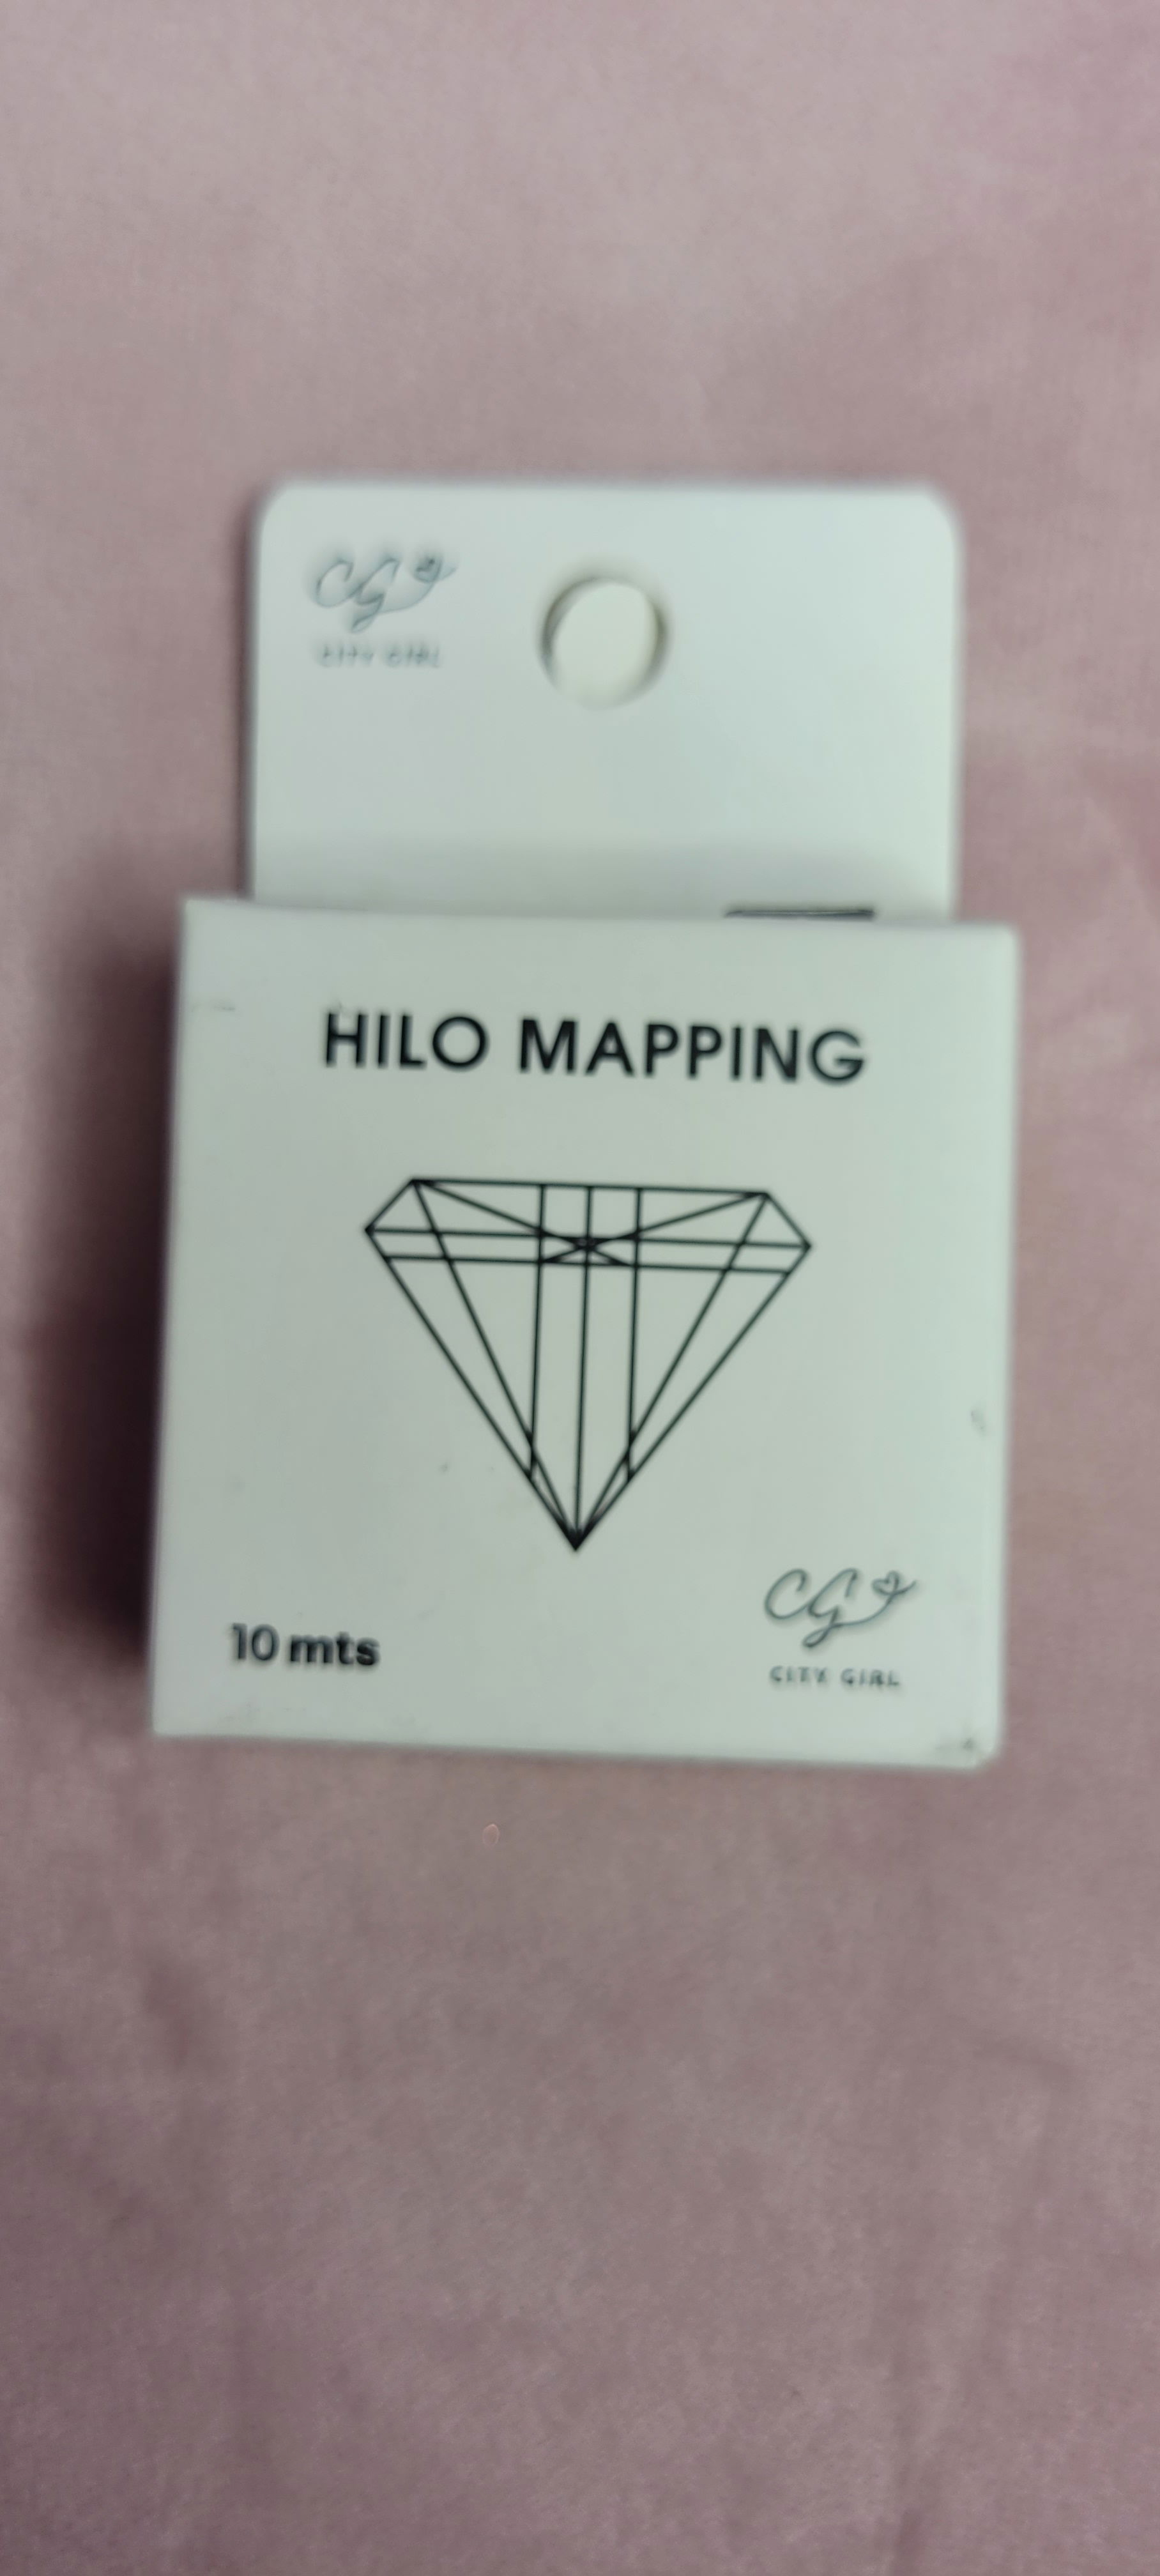 CG
CITY GIRL
HILO MAPPING
10 mts
CG
CITY GIRL